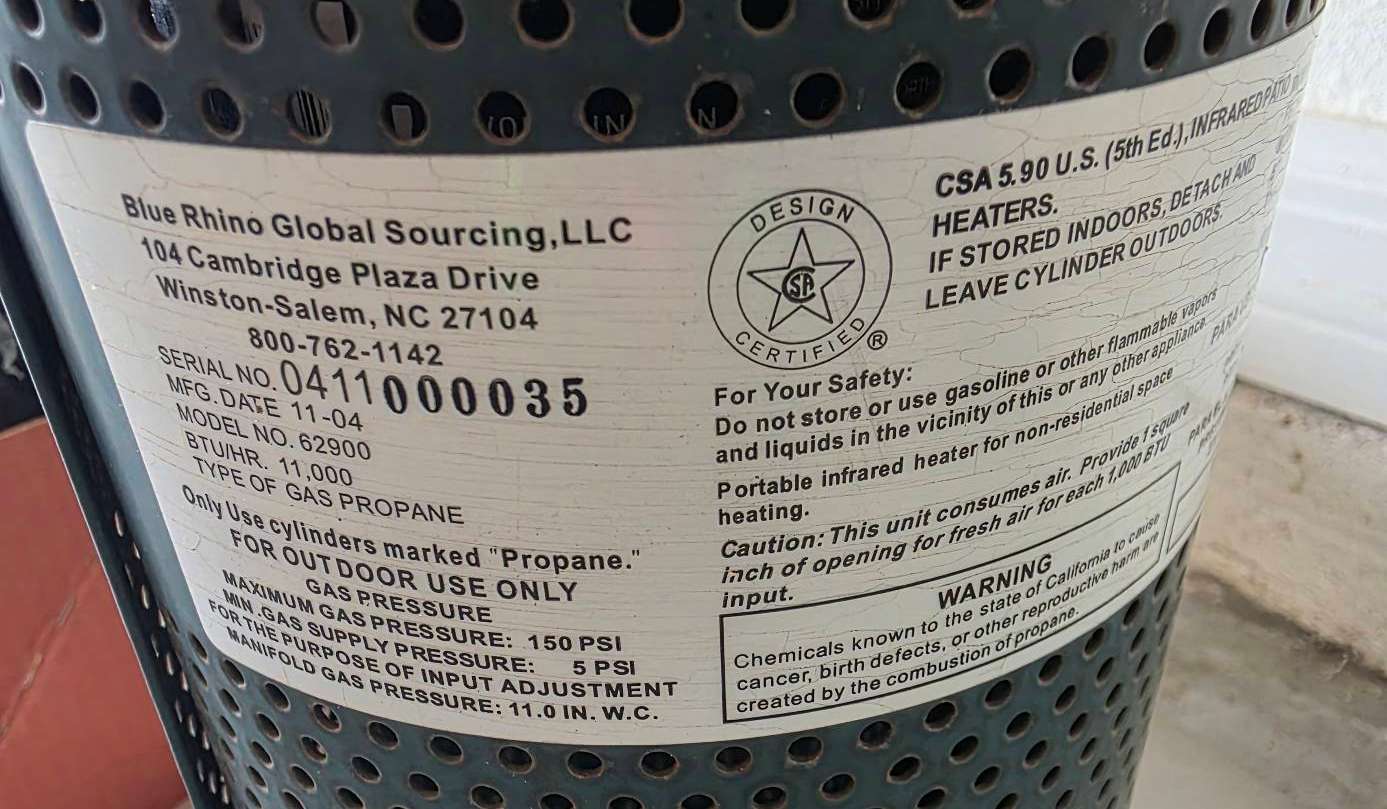 Blue Rhino Global Sourcing,LLC
104 Cambridge Plaza Drive
Winston-Salem, NC 27104
800-762-1142
SERIAL NO. 0411000035
MFG. DATE 11-04
MODEL NO. 62900
BTU/HR. 11,000
TYPE OF GAS PROPANE
Only Use cylinders marked "Propane."
FOR OUTDOOR USE ONLY
GAS PRESSURE
MAXIMUM GAS PRESSURE: 150 PSI
MIN .GAS SUPPLY PRESSURE: 5 PSI
FOR THE PURPOSE OF INPUT ADJUSTMENT
MANIFOLD GAS PRESSURE: 11.0 IN. W.C.
DESIGN
CSA
CERTIFIED
®
CSA 5.90 U.S. (5th Ed.), INFRARED PATIO
HEATERS.
IF STORED INDOORS, DETACH AND
LEAVE CYLINDER OUTDOORS.
For Your Safety:
Do not store or use gasoline or other flammable vapors
and liquids in the vicinity of this or any other appliance.
Portable infrared heater for non-residential space
heating.
Caution: This unit consumes air. Provide 1 square
inch of opening for fresh air for each 1,000 BTU
input.
WARNING
Chemicals known to the state of California to cause
cancer, birth defects, or other reproductive harm are
created by the combustion of propane.